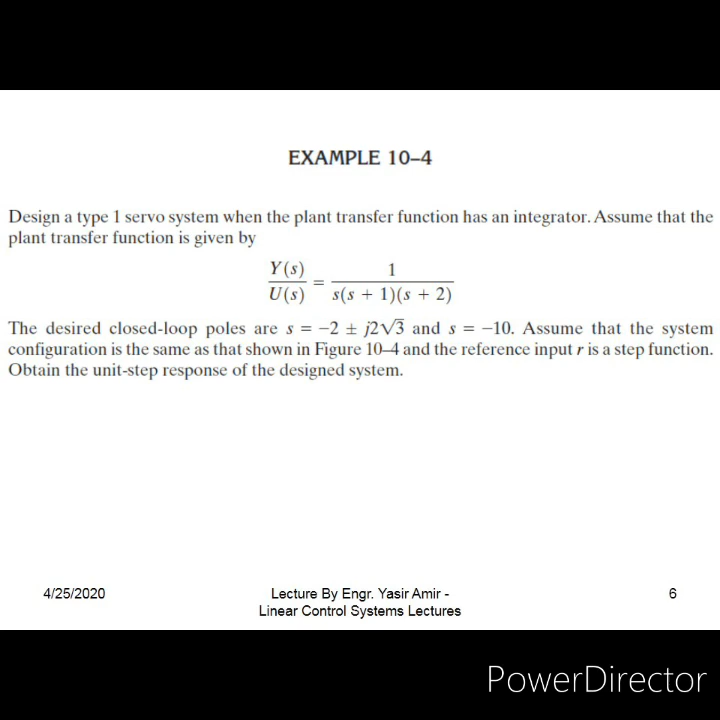 EXAMPLE 10–4
Design a type 1 servo system when the plant transfer function has an integrator. Assume that the
plant transfer function is given by
Y(s)/U(s) = 1/(s(s + 1)(s + 2))
The desired closed-loop poles are s = −2 ± j2√3 and s = −10. Assume that the system
configuration is the same as that shown in Figure 10–4 and the reference input r is a step function.
Obtain the unit-step response of the designed system.
4/25/2020
Lecture By Engr. Yasir Amir -
Linear Control Systems Lectures
6
PowerDirector